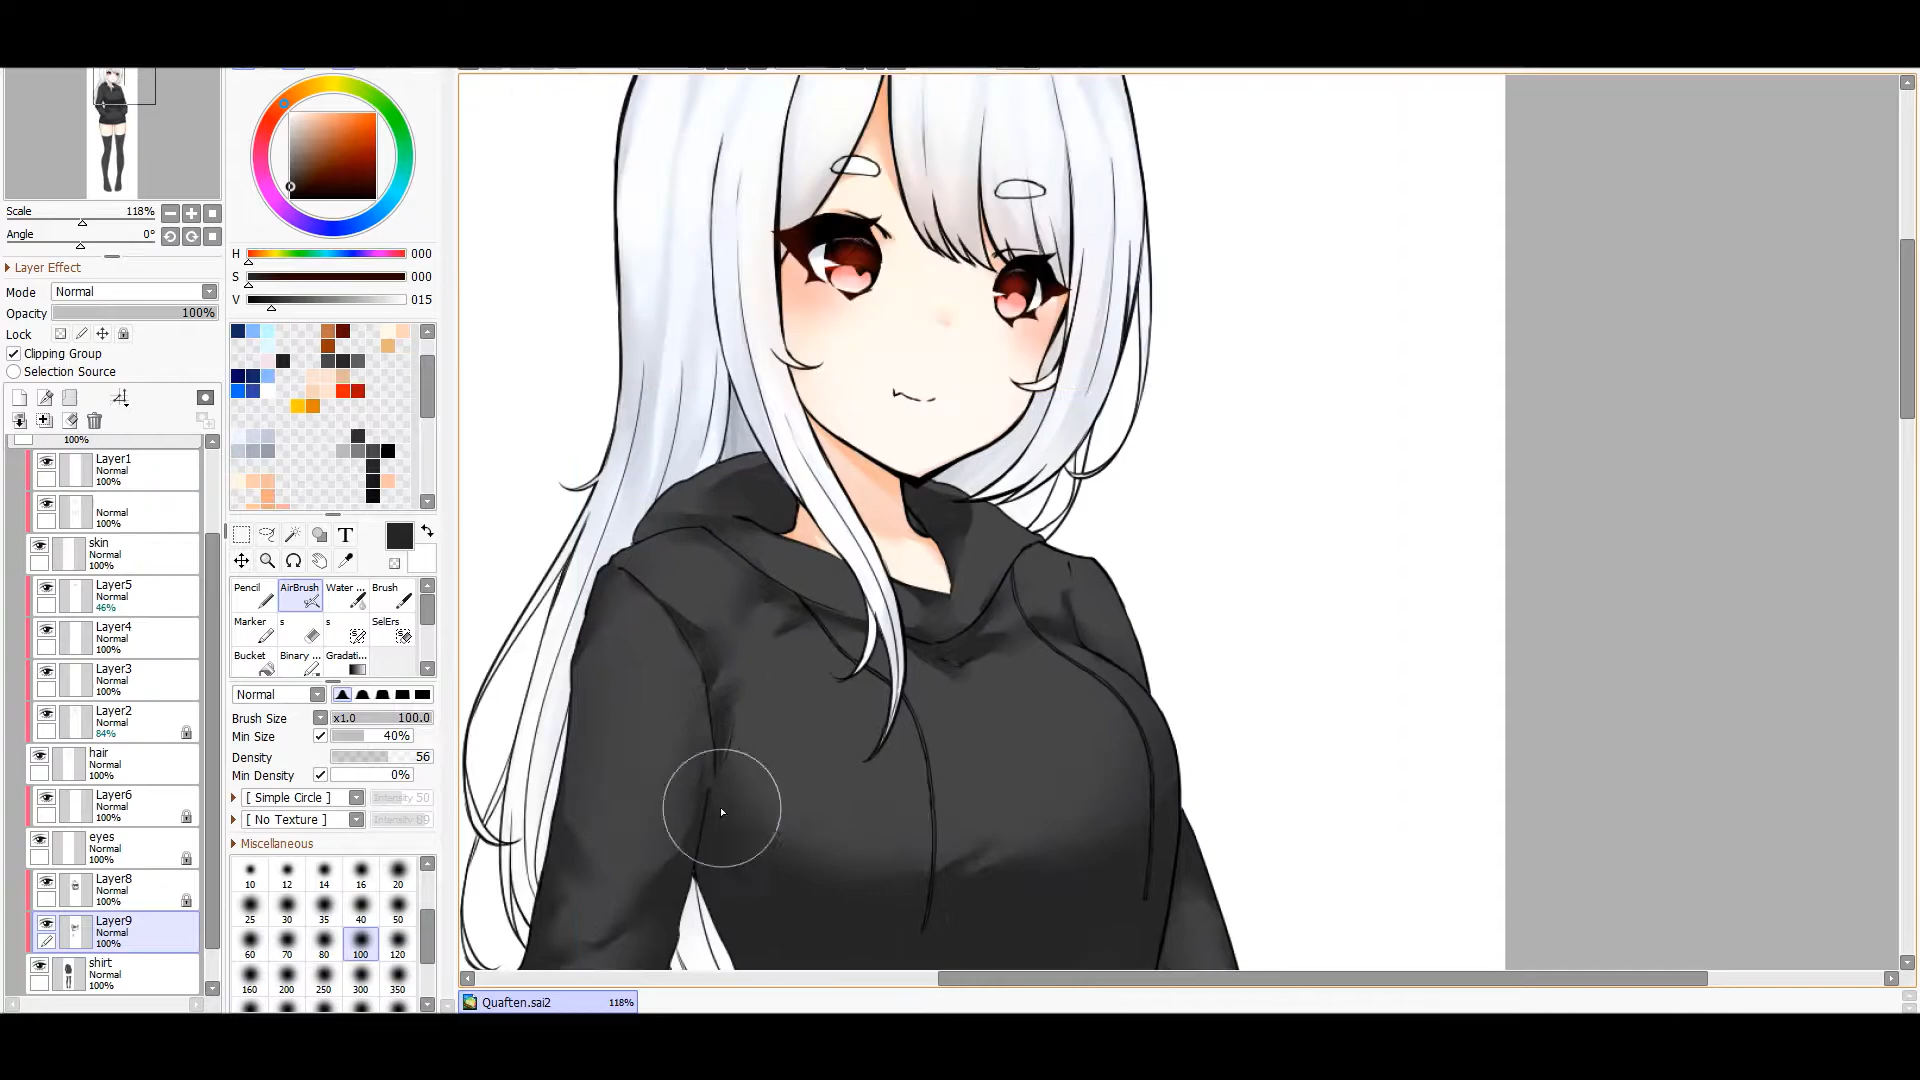 Scale 118%
Angle 0°
Layer Effect
Mode Normal
Opacity 100%
Lock
Clipping Group
Selection Source
100%
Layer1
Normal
100%
Normal
100%
skin
Normal
100%
Layer5
Normal
46%
Layer4
Normal
100%
Layer3
Normal
100%
Layer2
Normal
84%
hair
Normal
100%
Layer6
Normal
100%
eyes
Normal
100%
Layer8
Normal
100%
Layer9
Normal
100%
shirt
Normal
100%
H 000
S 000
V 015
T
Pencil AirBrush Water ... Brush
Marker s s SelErs
Bucket Binary ... Gradati...
Normal
Brush Size x1.0 100.0
Min Size 40%
Density 56
Min Density 0%
[ Simple Circle ] Intensity 50
[ No Texture ] Intensity 89
Miscellaneous
10 12 14 16 20
25 30 35 40 50
60 70 80 100 120
160 200 250 300 350
Quaften.sai2 118%